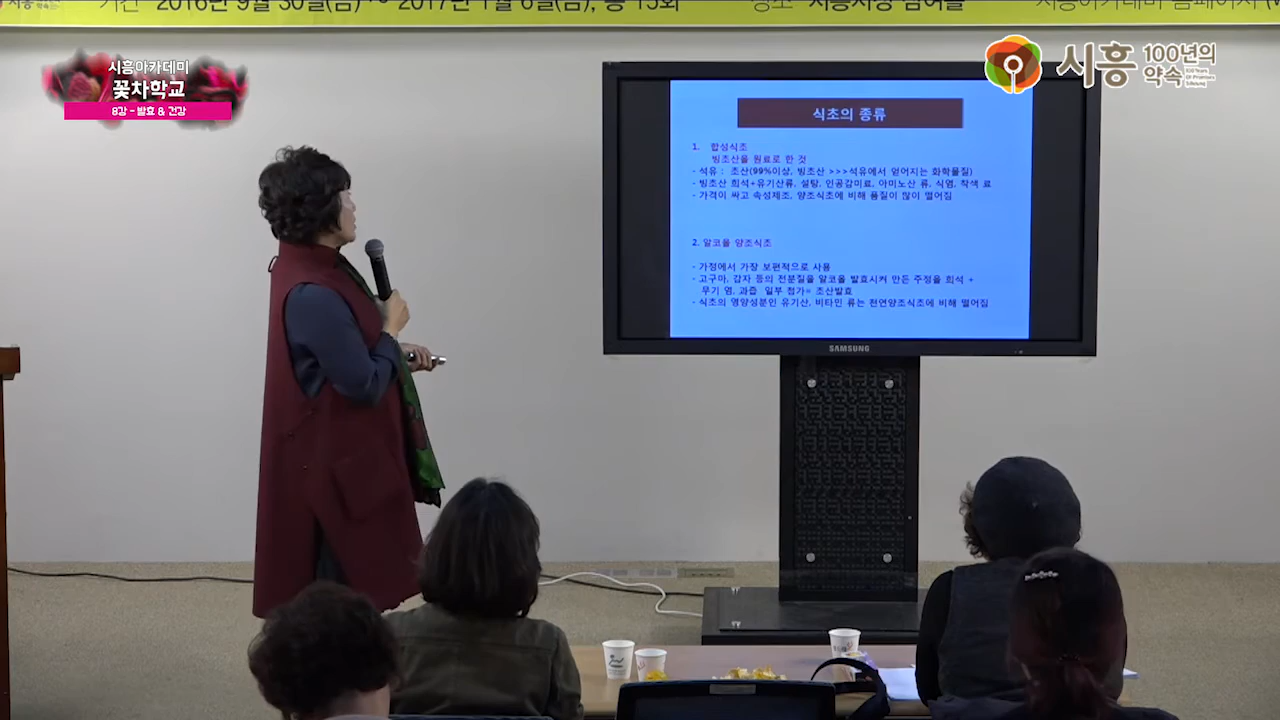 기간 2016년 9월 30일(금) ~ 2017년 1월 6일(금), 총 15회
시흥아카데미
꽃차학교
8강 - 발효 & 건강
시흥 100년의 약속
식초의 종류
1. 합성식초
빙초산을 원료로 한 것
- 석유 : 초산(99%이상, 빙초산 >>>석유에서 얻어지는 화학물질)
- 빙초산 희석+유기산류, 설탕, 인공감미료, 아미노산 류, 식염, 착색 료
- 가격이 싸고 속성제조, 양조식초에 비해 품질이 많이 떨어짐
2. 알코올 양조식초
- 가정에서 가장 보편적으로 사용
- 고구마, 감자 등의 전분질을 알코올 발효시켜 만든 주정을 희석 +
무기 염, 과즙 일부 첨가= 초산발효
- 식초의 영양성분인 유기산, 비타민 류는 천연양조식초에 비해 떨어짐
SAMSUNG